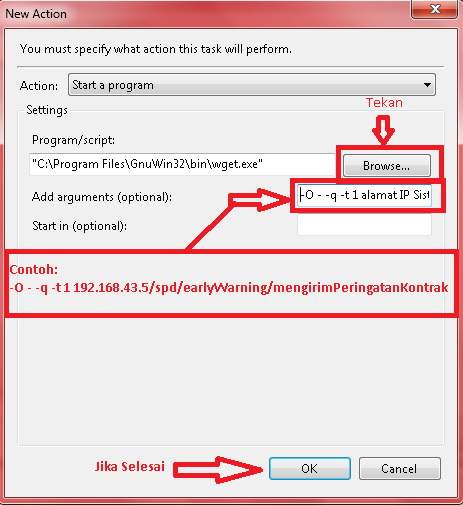 New Action
You must specify what action this task will perform.
Action: Start a program
Settings
Tekan
Program/script:
"C:\Program Files\GnuWin32\bin\wget.exe" Browse...
Add arguments (optional): -O - -q -t 1 alamat IP Sist
Start in (optional):
Contoh:
-O - -q -t 1 192.168.43.5/spd/earlyWarning/mengirimPeringatanKontrak
Jika Selesai OK Cancel